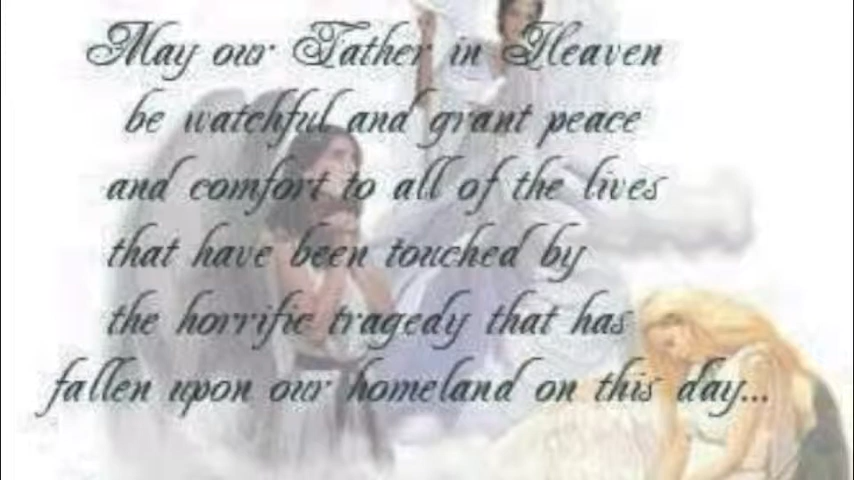 May our Father in Heaven
be watchful and grant peace
and comfort to all of the lives
that have been touched by
the horrific tragedy that has
fallen upon our homeland on this day...